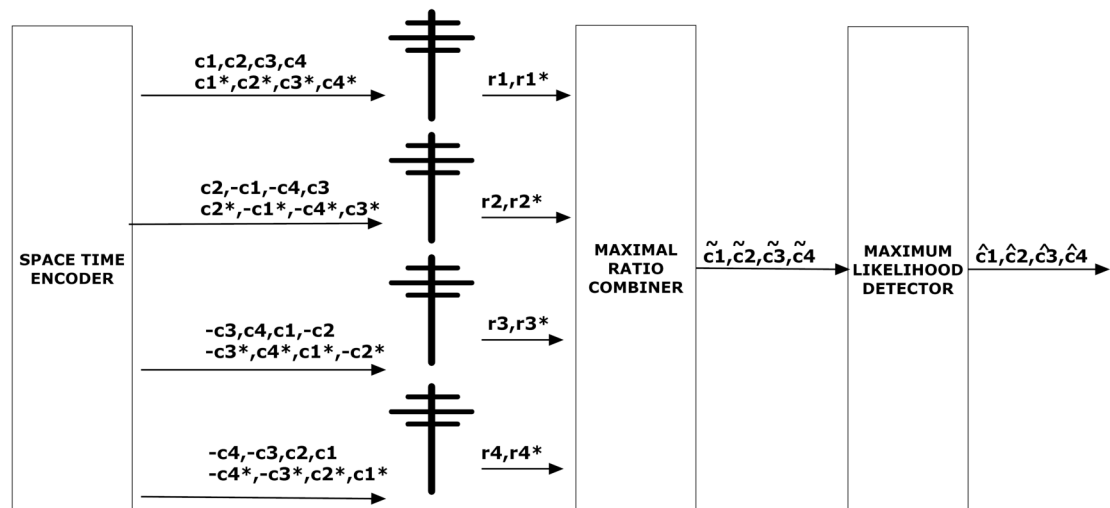 c1,c2,c3,c4
c1*,c2*,c3*,c4*
r1,r1*
c2,-c1,-c4,c3
c2*,-c1*,-c4*,c3*
r2,r2*
SPACE TIME
ENCODER
MAXIMAL
RATIO
COMBINER
c̃1,c̃2,c̃3,c̃4
MAXIMUM
LIKELIHOOD
DETECTOR
ĉ1,ĉ2,ĉ3,ĉ4
-c3,c4,c1,-c2
-c3*,c4*,c1*,-c2*
r3,r3*
-c4,-c3,c2,c1
-c4*,-c3*,c2*,c1*
r4,r4*